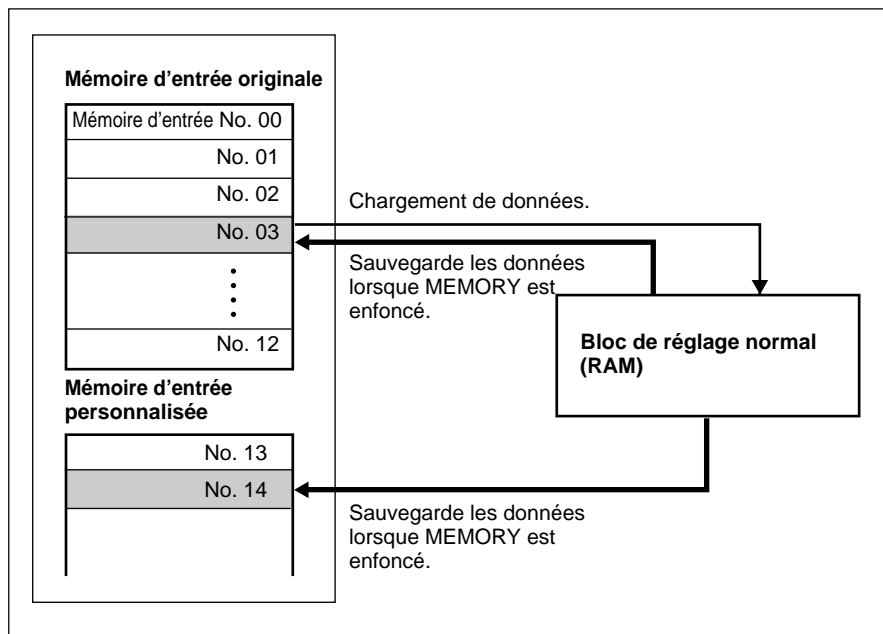 Mémoire d'entrée originale
Mémoire d'entrée No. 00
No. 01
No. 02
No. 03
No. 12
Mémoire d'entrée
personnalisée
No. 13
No. 14
Chargement de données.
Sauvegarde les données
lorsque MEMORY est
enfoncé.
Bloc de réglage normal
(RAM)
Sauvegarde les données
lorsque MEMORY est
enfoncé.